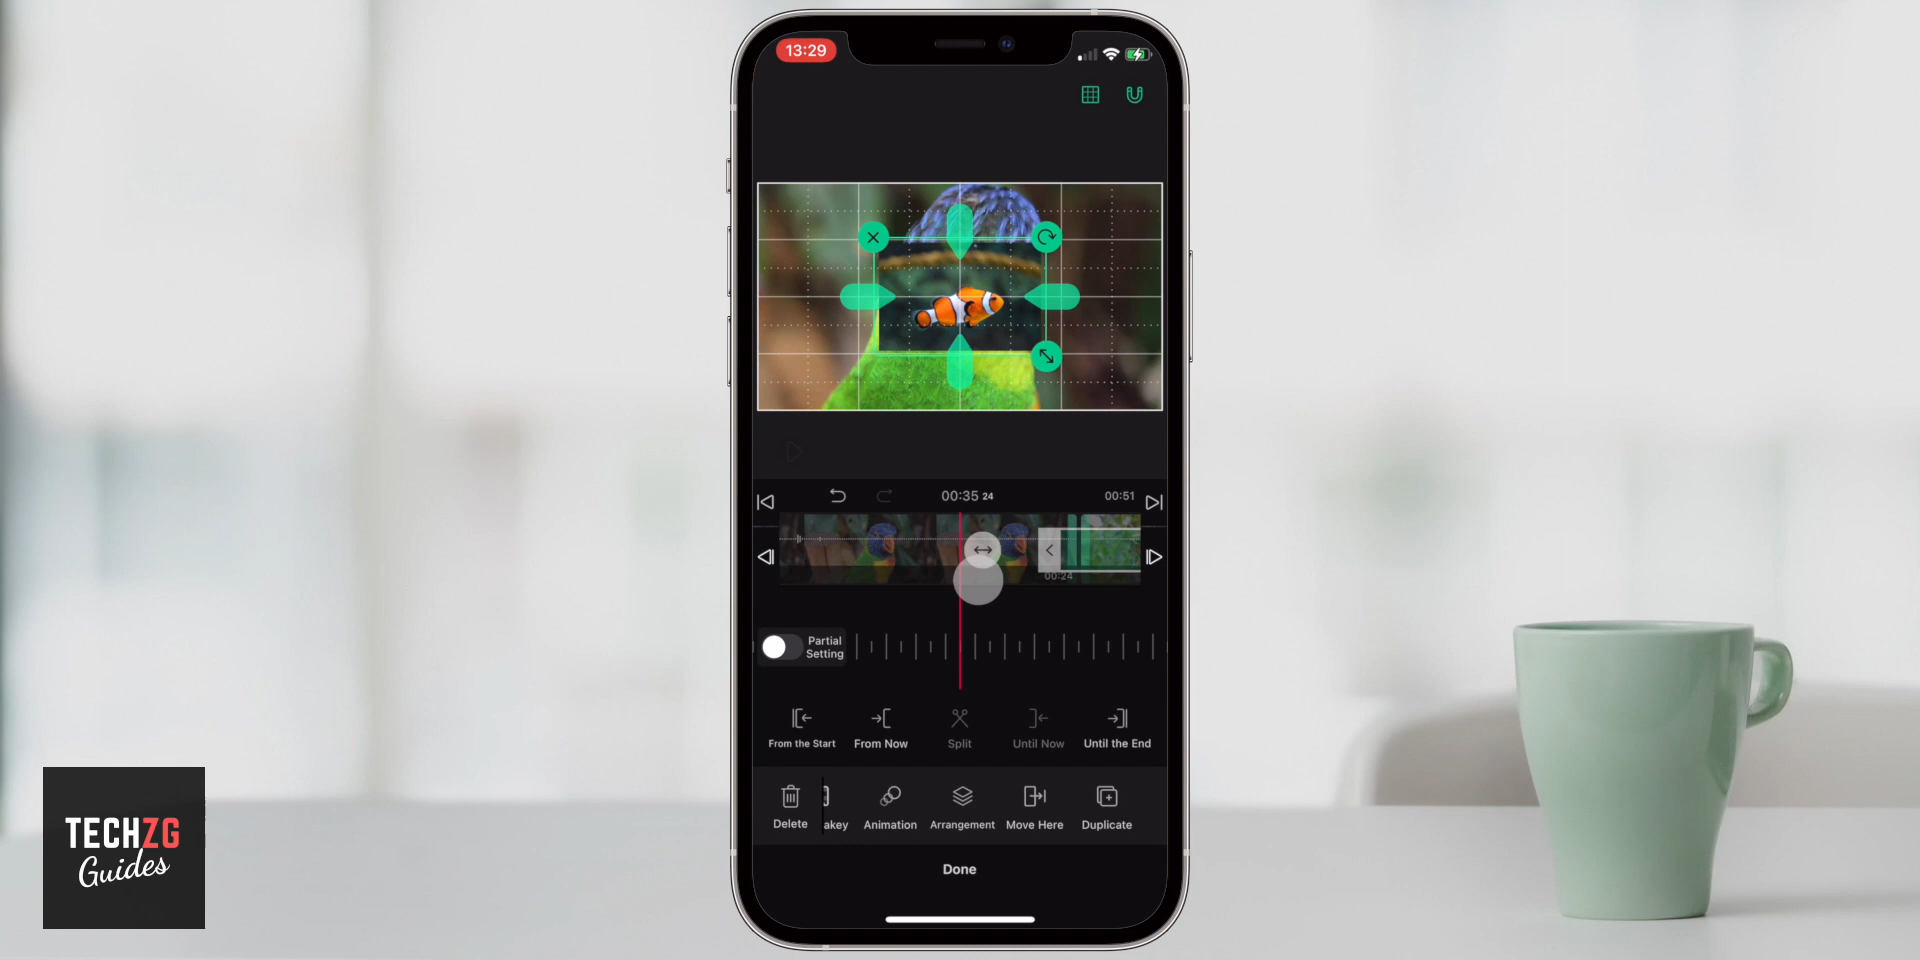 13:29
00:35 24
00:51
00:24
Partial
Setting
From the Start
From Now
Split
Until Now
Until the End
Delete
akey
Animation
Arrangement
Move Here
Duplicate
Done
TECHZG
Guides